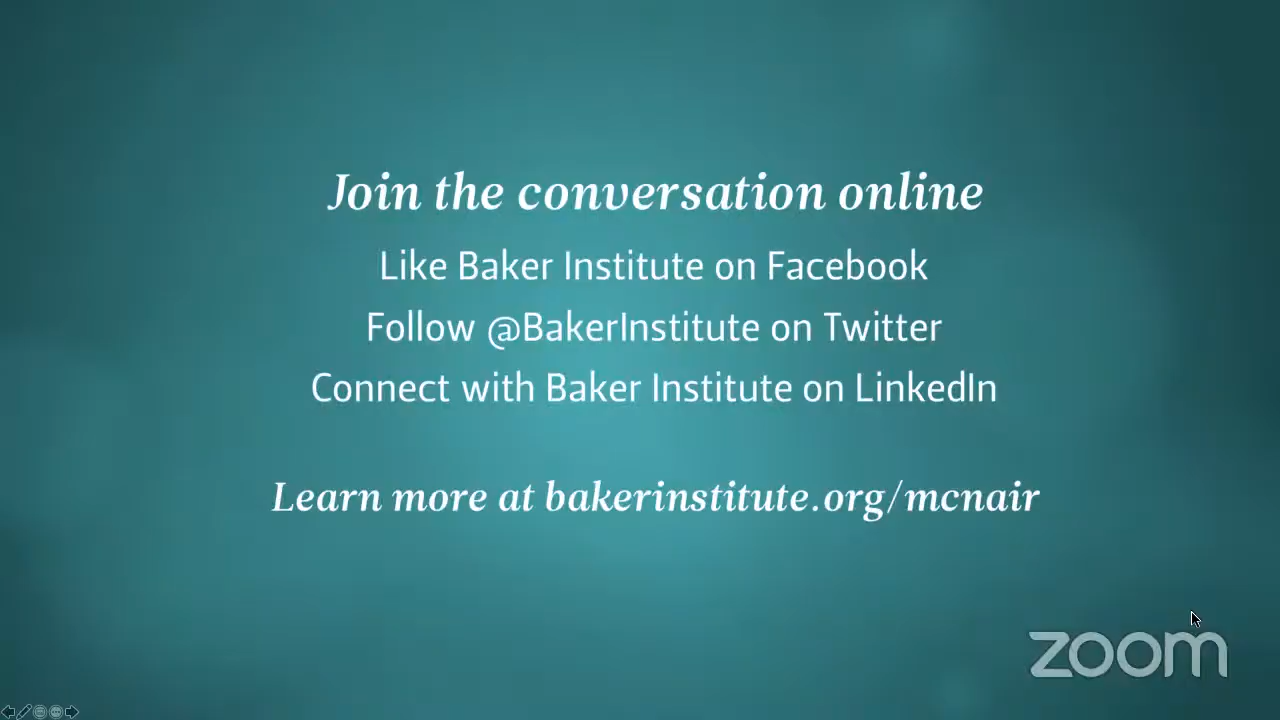 Join the conversation online
Like Baker Institute on Facebook
Follow @BakerInstitute on Twitter
Connect with Baker Institute on LinkedIn
Learn more at bakerinstitute.org/mcnair
zoom